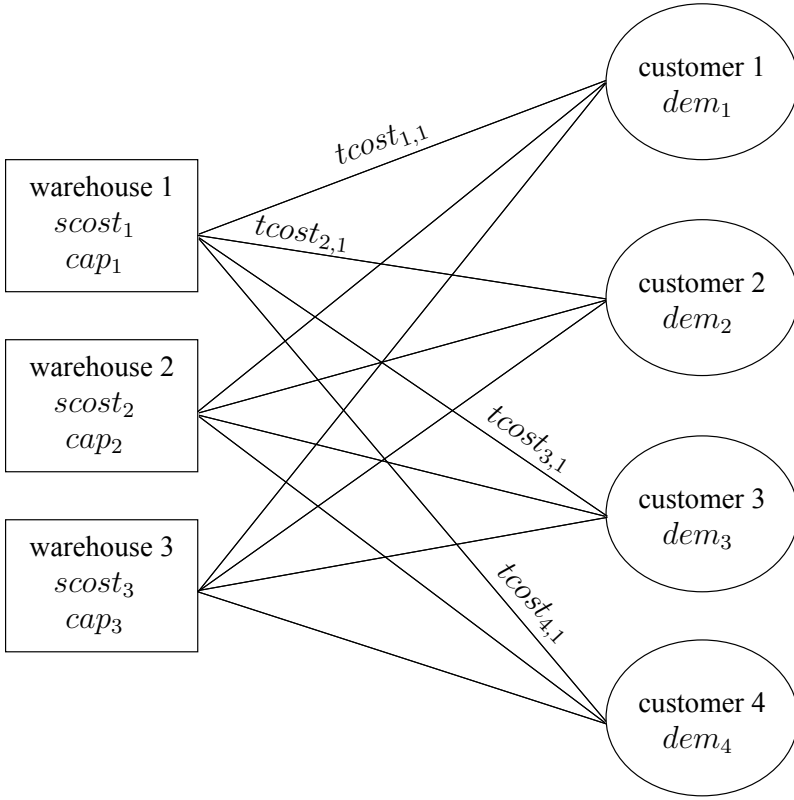 customer 1
dem₁
tcost₁,₁
warehouse 1
scost₁
cap₁
tcost₂,₁
customer 2
dem₂
warehouse 2
scost₂
cap₂
tcost₃,₁
customer 3
dem₃
warehouse 3
scost₃
cap₃
tcost₄,₁
customer 4
dem₄